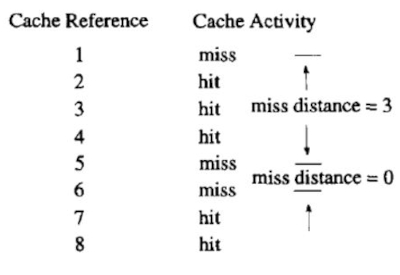 Cache Reference Cache Activity
1 miss
2 hit
3 hit miss distance = 3
4 hit
5 miss
6 miss miss distance = 0
7 hit
8 hit